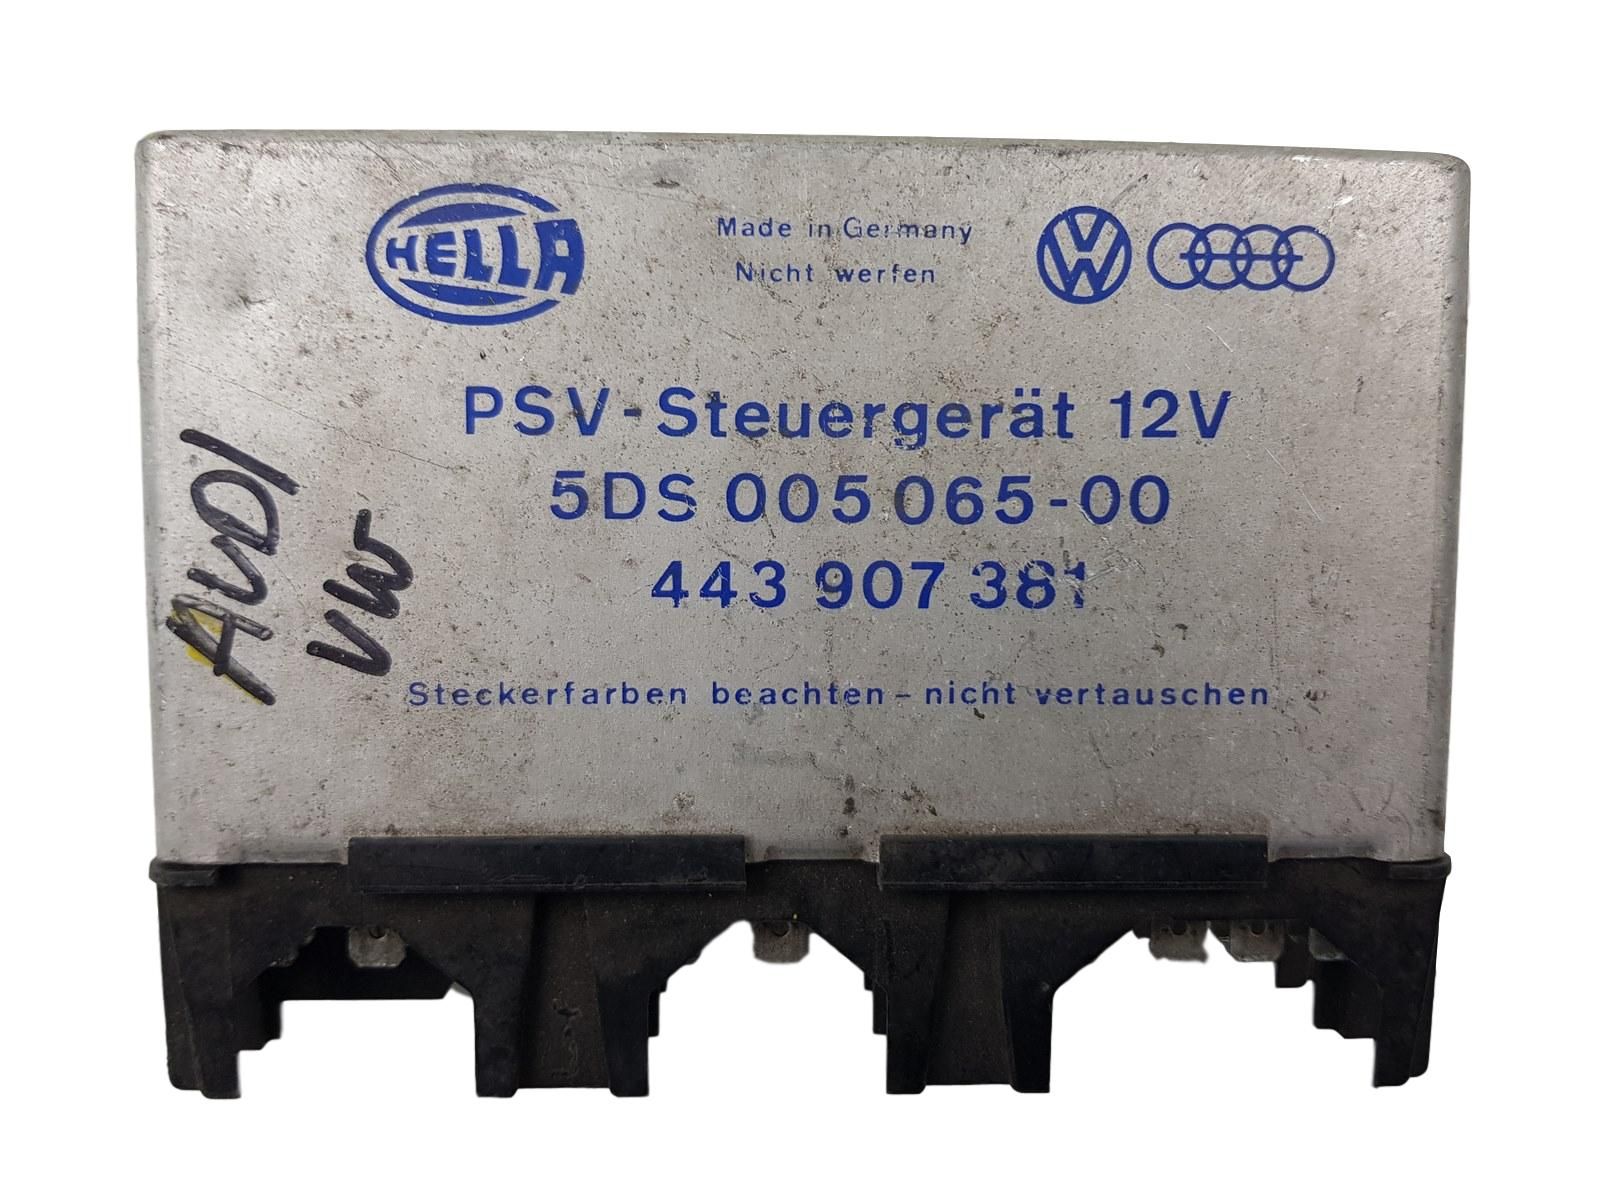 HELLA
Made in Germany
Nicht werfen
VW
PSV-Steuergerät 12V
5DS 005 065-00
443 907 381
Steckerfarben beachten – nicht vertauschen
AUDI
VW